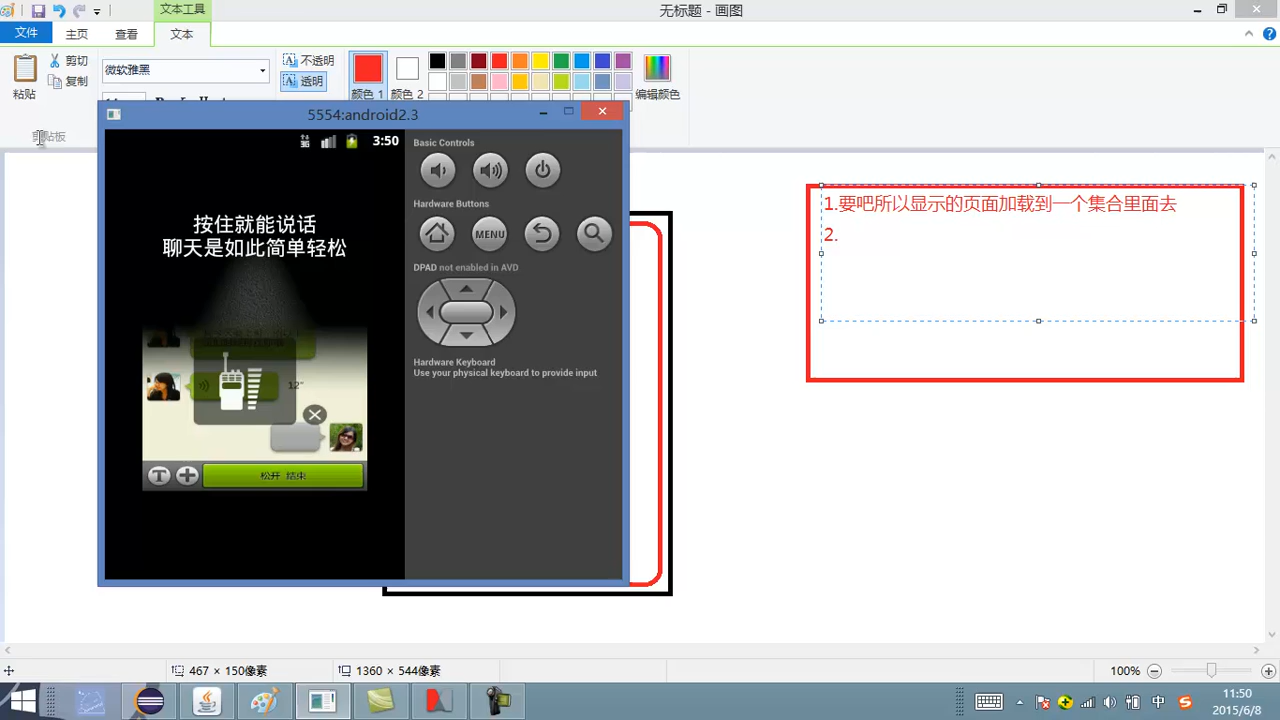 文本工具
无标题 - 画图
文件
主页
查看
文本
粘贴
剪切
复制
微软雅黑
不透明
透明
颜色 1
颜色 2
编辑颜色
5554:android2.3
3:50
按住就能说话
聊天是如此简单轻松
12"
松开 结束
Basic Controls
Hardware Buttons
MENU
DPAD not enabled in AVD
Hardware Keyboard
Use your physical keyboard to provide input
1.要吧所以显示的页面加载到一个集合里面去
2.
467 × 150像素
1360 × 544像素
100%
中
11:50
2015/6/8